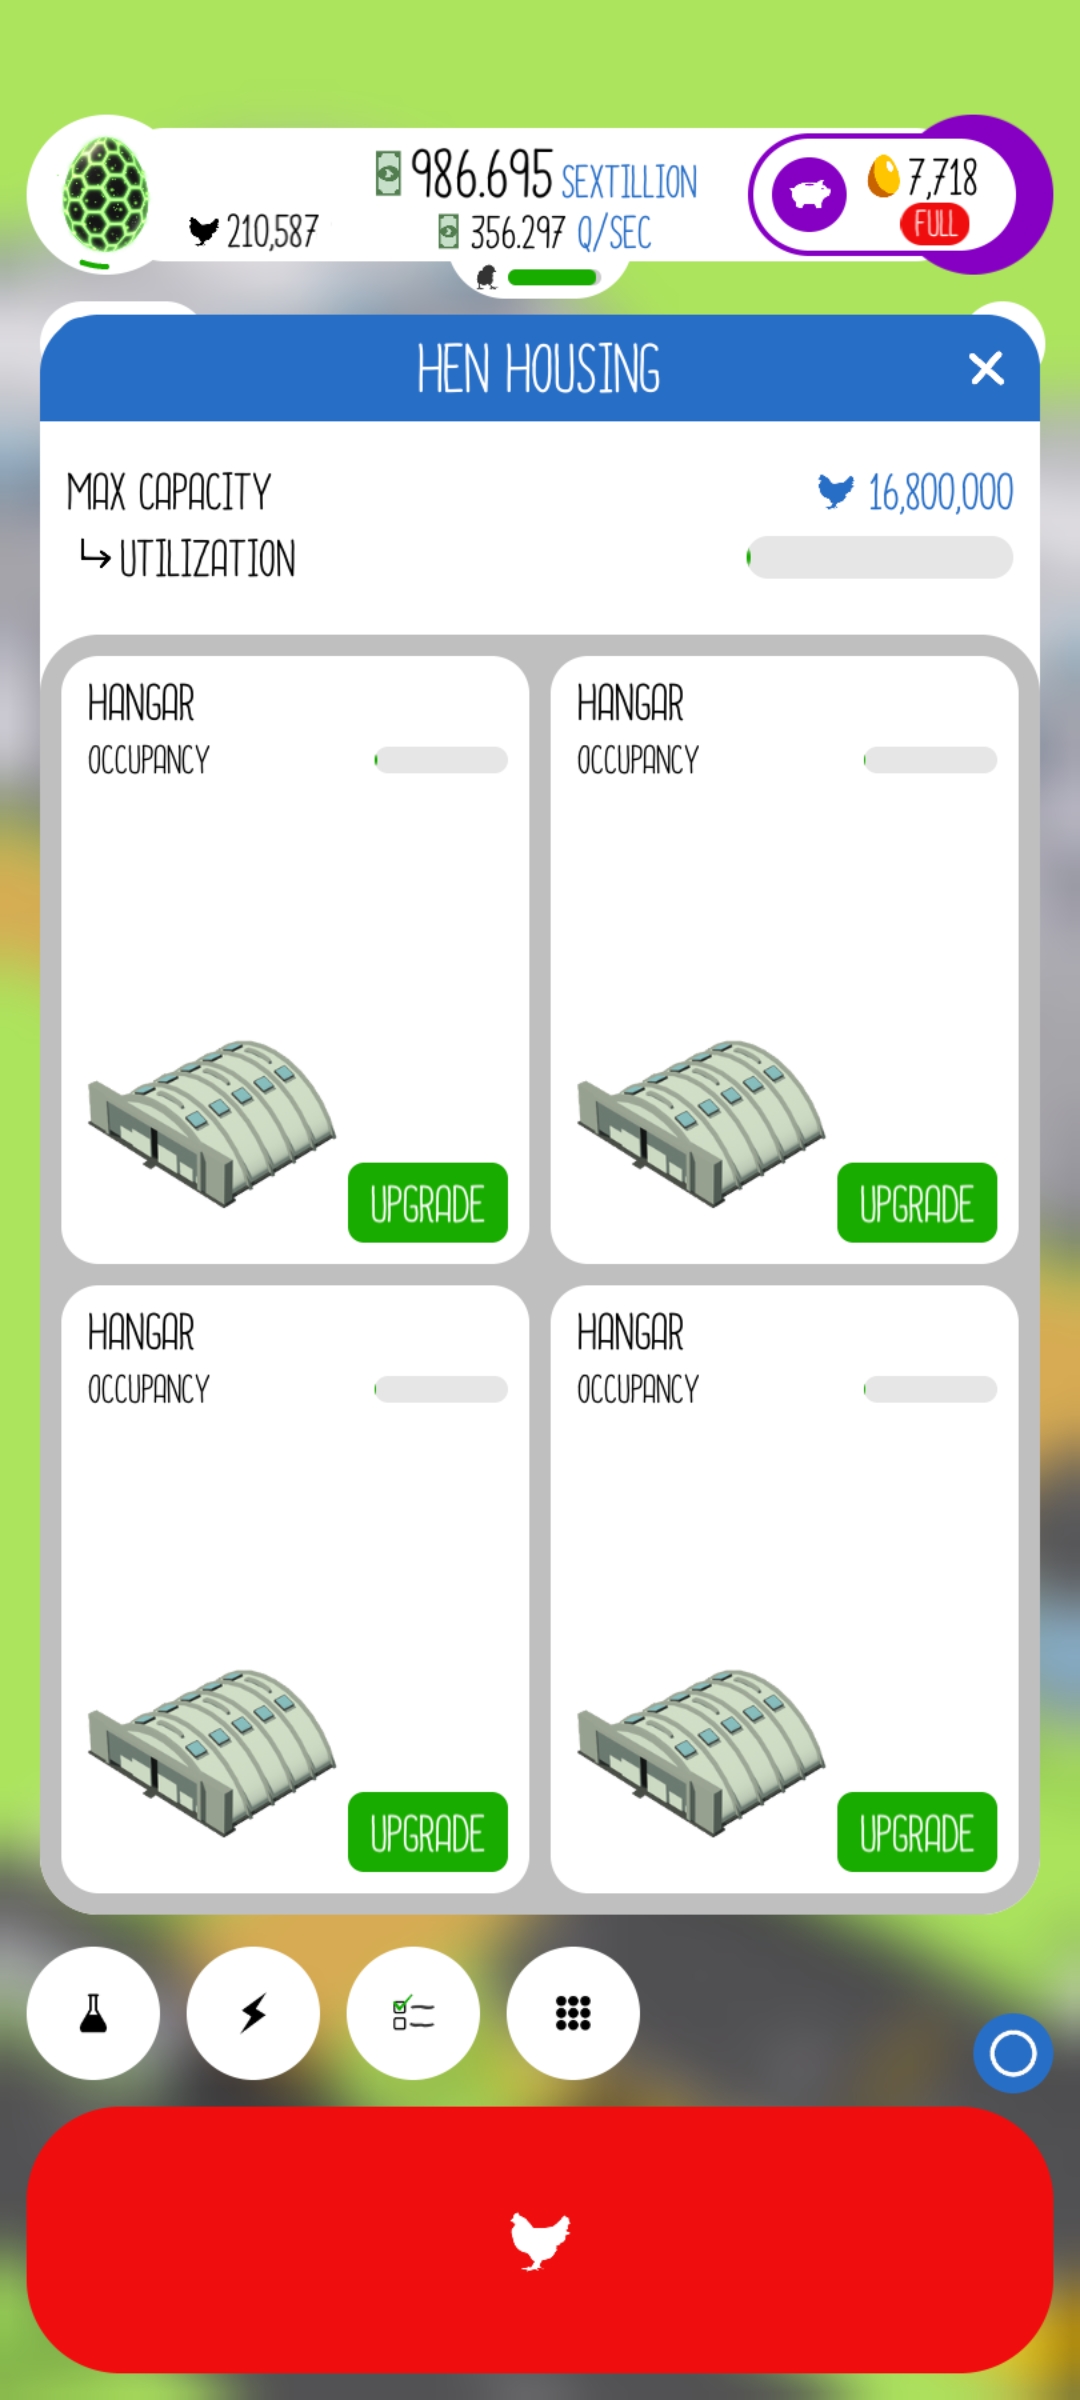 986.695 SEXTILLION
7,718
210,587
356.297 Q/SEC
FULL
HEN HOUSING
MAX CAPACITY
16,800,000
UTILIZATION
HANGAR
OCCUPANCY
UPGRADE
HANGAR
OCCUPANCY
UPGRADE
HANGAR
OCCUPANCY
UPGRADE
HANGAR
OCCUPANCY
UPGRADE